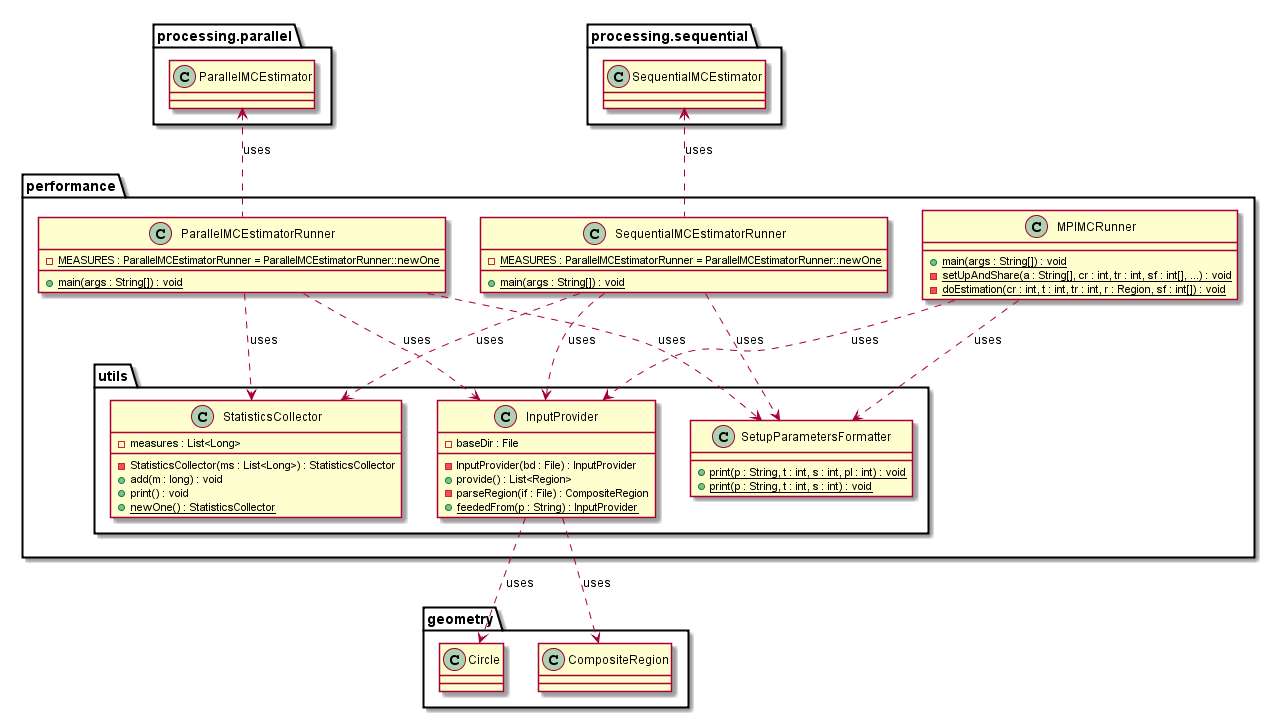 processing.parallel
C ParallelMCEstimator
processing.sequential
C SequentialMCEstimator
uses
uses
performance
C ParallelMCEstimatorRunner
MEASURES : ParallelMCEstimatorRunner = ParallelMCEstimatorRunner::newOne
main(args : String[]) : void
C SequentialMCEstimatorRunner
MEASURES : ParallelMCEstimatorRunner = ParallelMCEstimatorRunner::newOne
main(args : String[]) : void
C MPIMCRunner
main(args : String[]) : void
setUpAndShare(a : String[], cr : int, tr : int, sf : int[], ...) : void
doEstimation(cr : int, t : int, tr : int, r : Region, sf : int[]) : void
uses
uses
uses
uses
uses
uses
uses
uses
utils
C StatisticsCollector
measures : List<Long>
StatisticsCollector(ms : List<Long>) : StatisticsCollector
add(m : long) : void
print() : void
newOne() : StatisticsCollector
C InputProvider
baseDir : File
InputProvider(bd : File) : InputProvider
provide() : List<Region>
parseRegion(if : File) : CompositeRegion
feededFrom(p : String) : InputProvider
C SetupParametersFormatter
print(p : String, t : int, s : int, pl : int) : void
print(p : String, t : int, s : int) : void
uses
uses
geometry
C Circle
C CompositeRegion